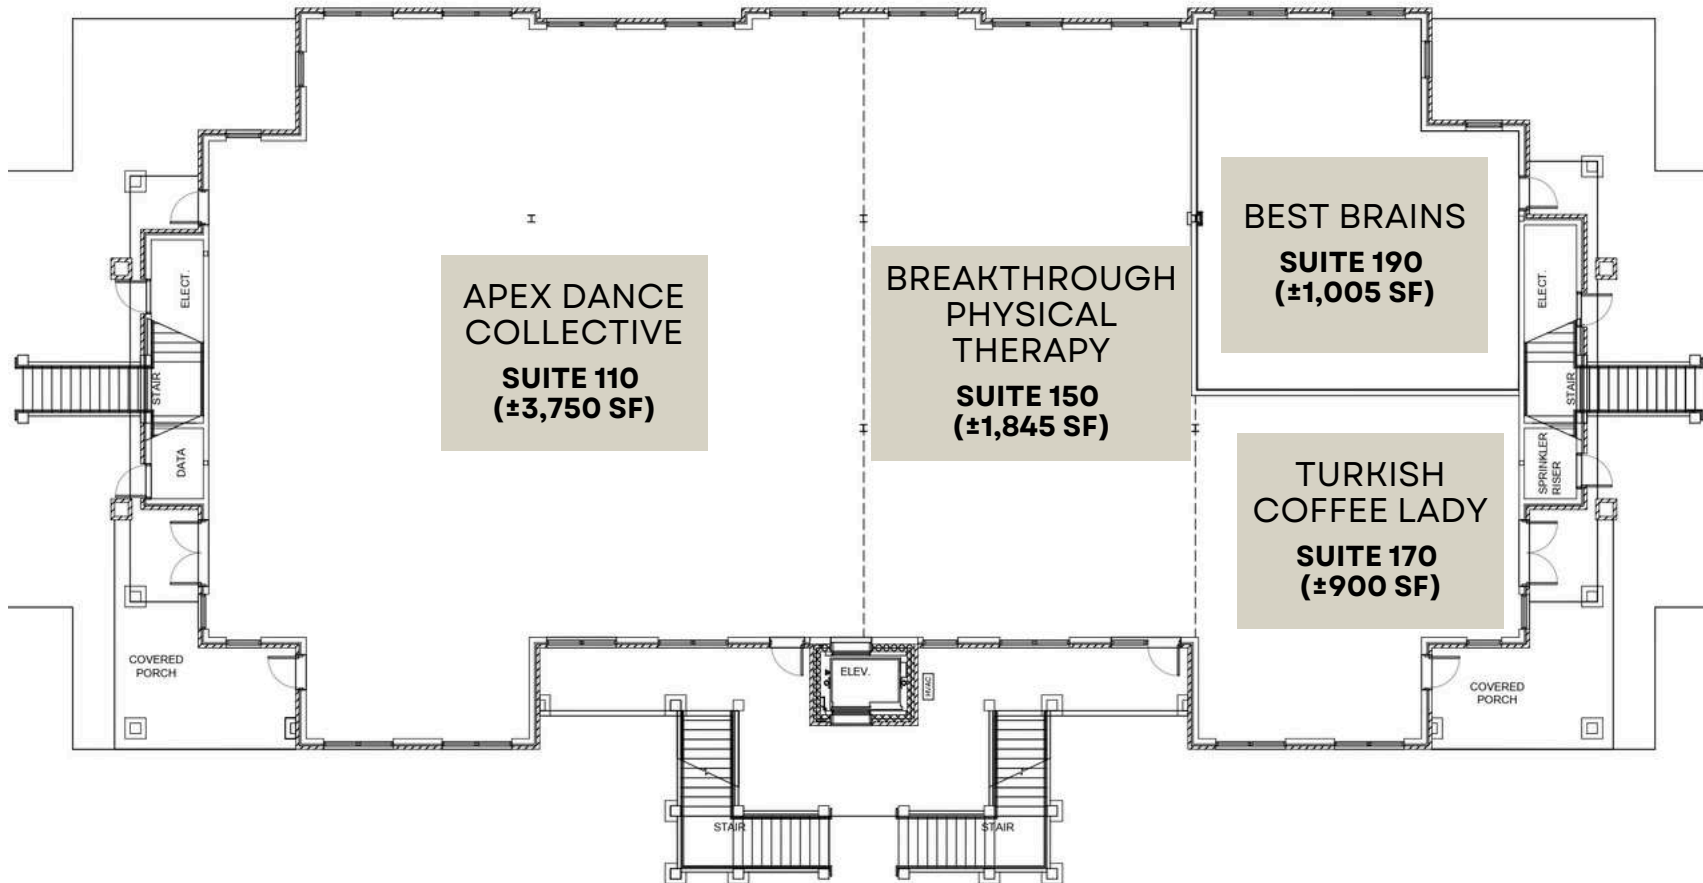 APEX DANCE
COLLECTIVE
SUITE 110
(±3,750 SF)
BREAKTHROUGH
PHYSICAL
THERAPY
SUITE 150
(±1,845 SF)
BEST BRAINS
SUITE 190
(±1,005 SF)
TURKISH
COFFEE LADY
SUITE 170
(±900 SF)
ELECT.
STAIR
DATA
COVERED
PORCH
ELEV.
HVAC
STAIR
STAIR
ELECT.
STAIR
SPRINKLER
RISER
COVERED
PORCH